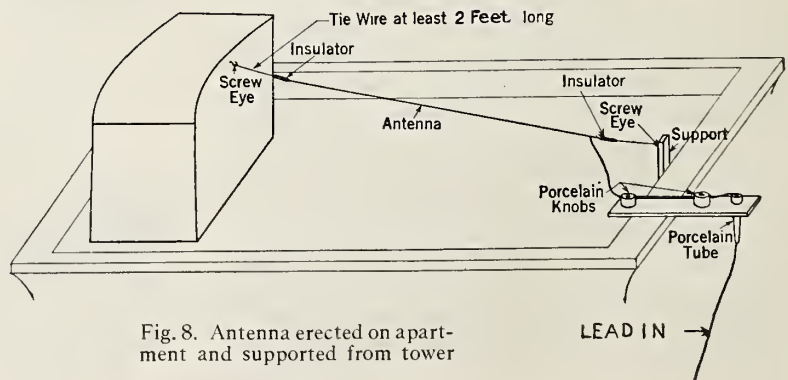 Tie Wire at least 2 Feet long
Insulator
Screw
Eye
Antenna
Insulator
Screw
Eye
Support
Porcelain
Knobs
Porcelain
Tube
LEAD IN
Fig. 8. Antenna erected on apart-
ment and supported from tower